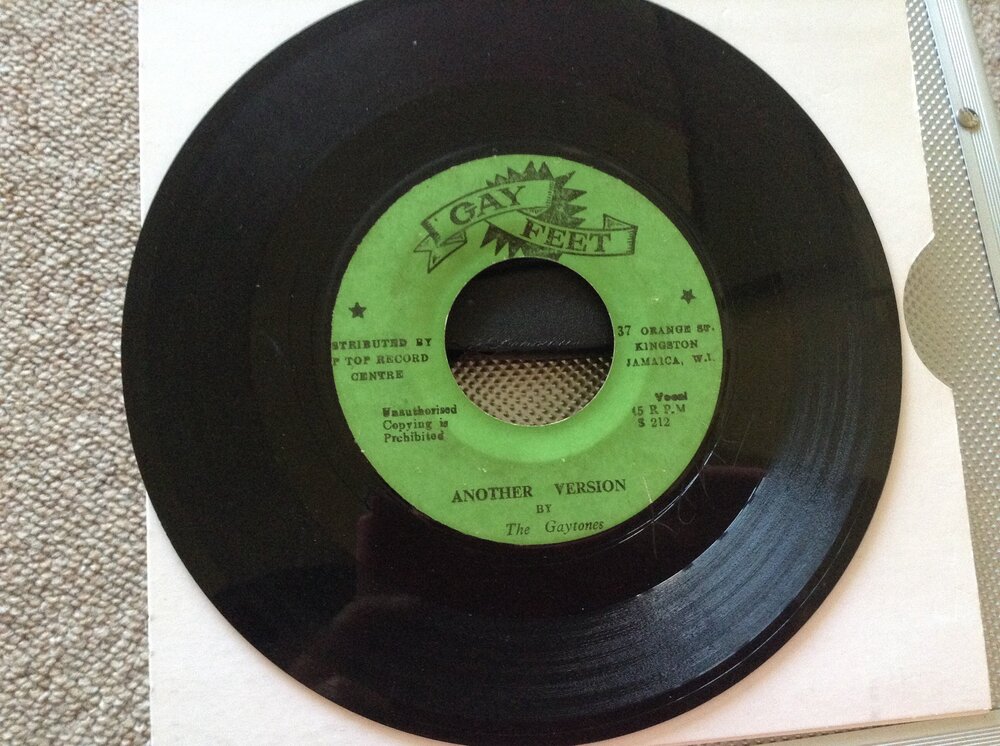 GAY
FEET
STRIBUTED BY
P TOP RECORD
CENTRE
37 ORANGE ST.
KINGSTON
JAMAICA, W.I.
Unauthorised
Copying is
Prohibited
Vocal
45 R.P.M
S 212
ANOTHER VERSION
BY
The Gaytones